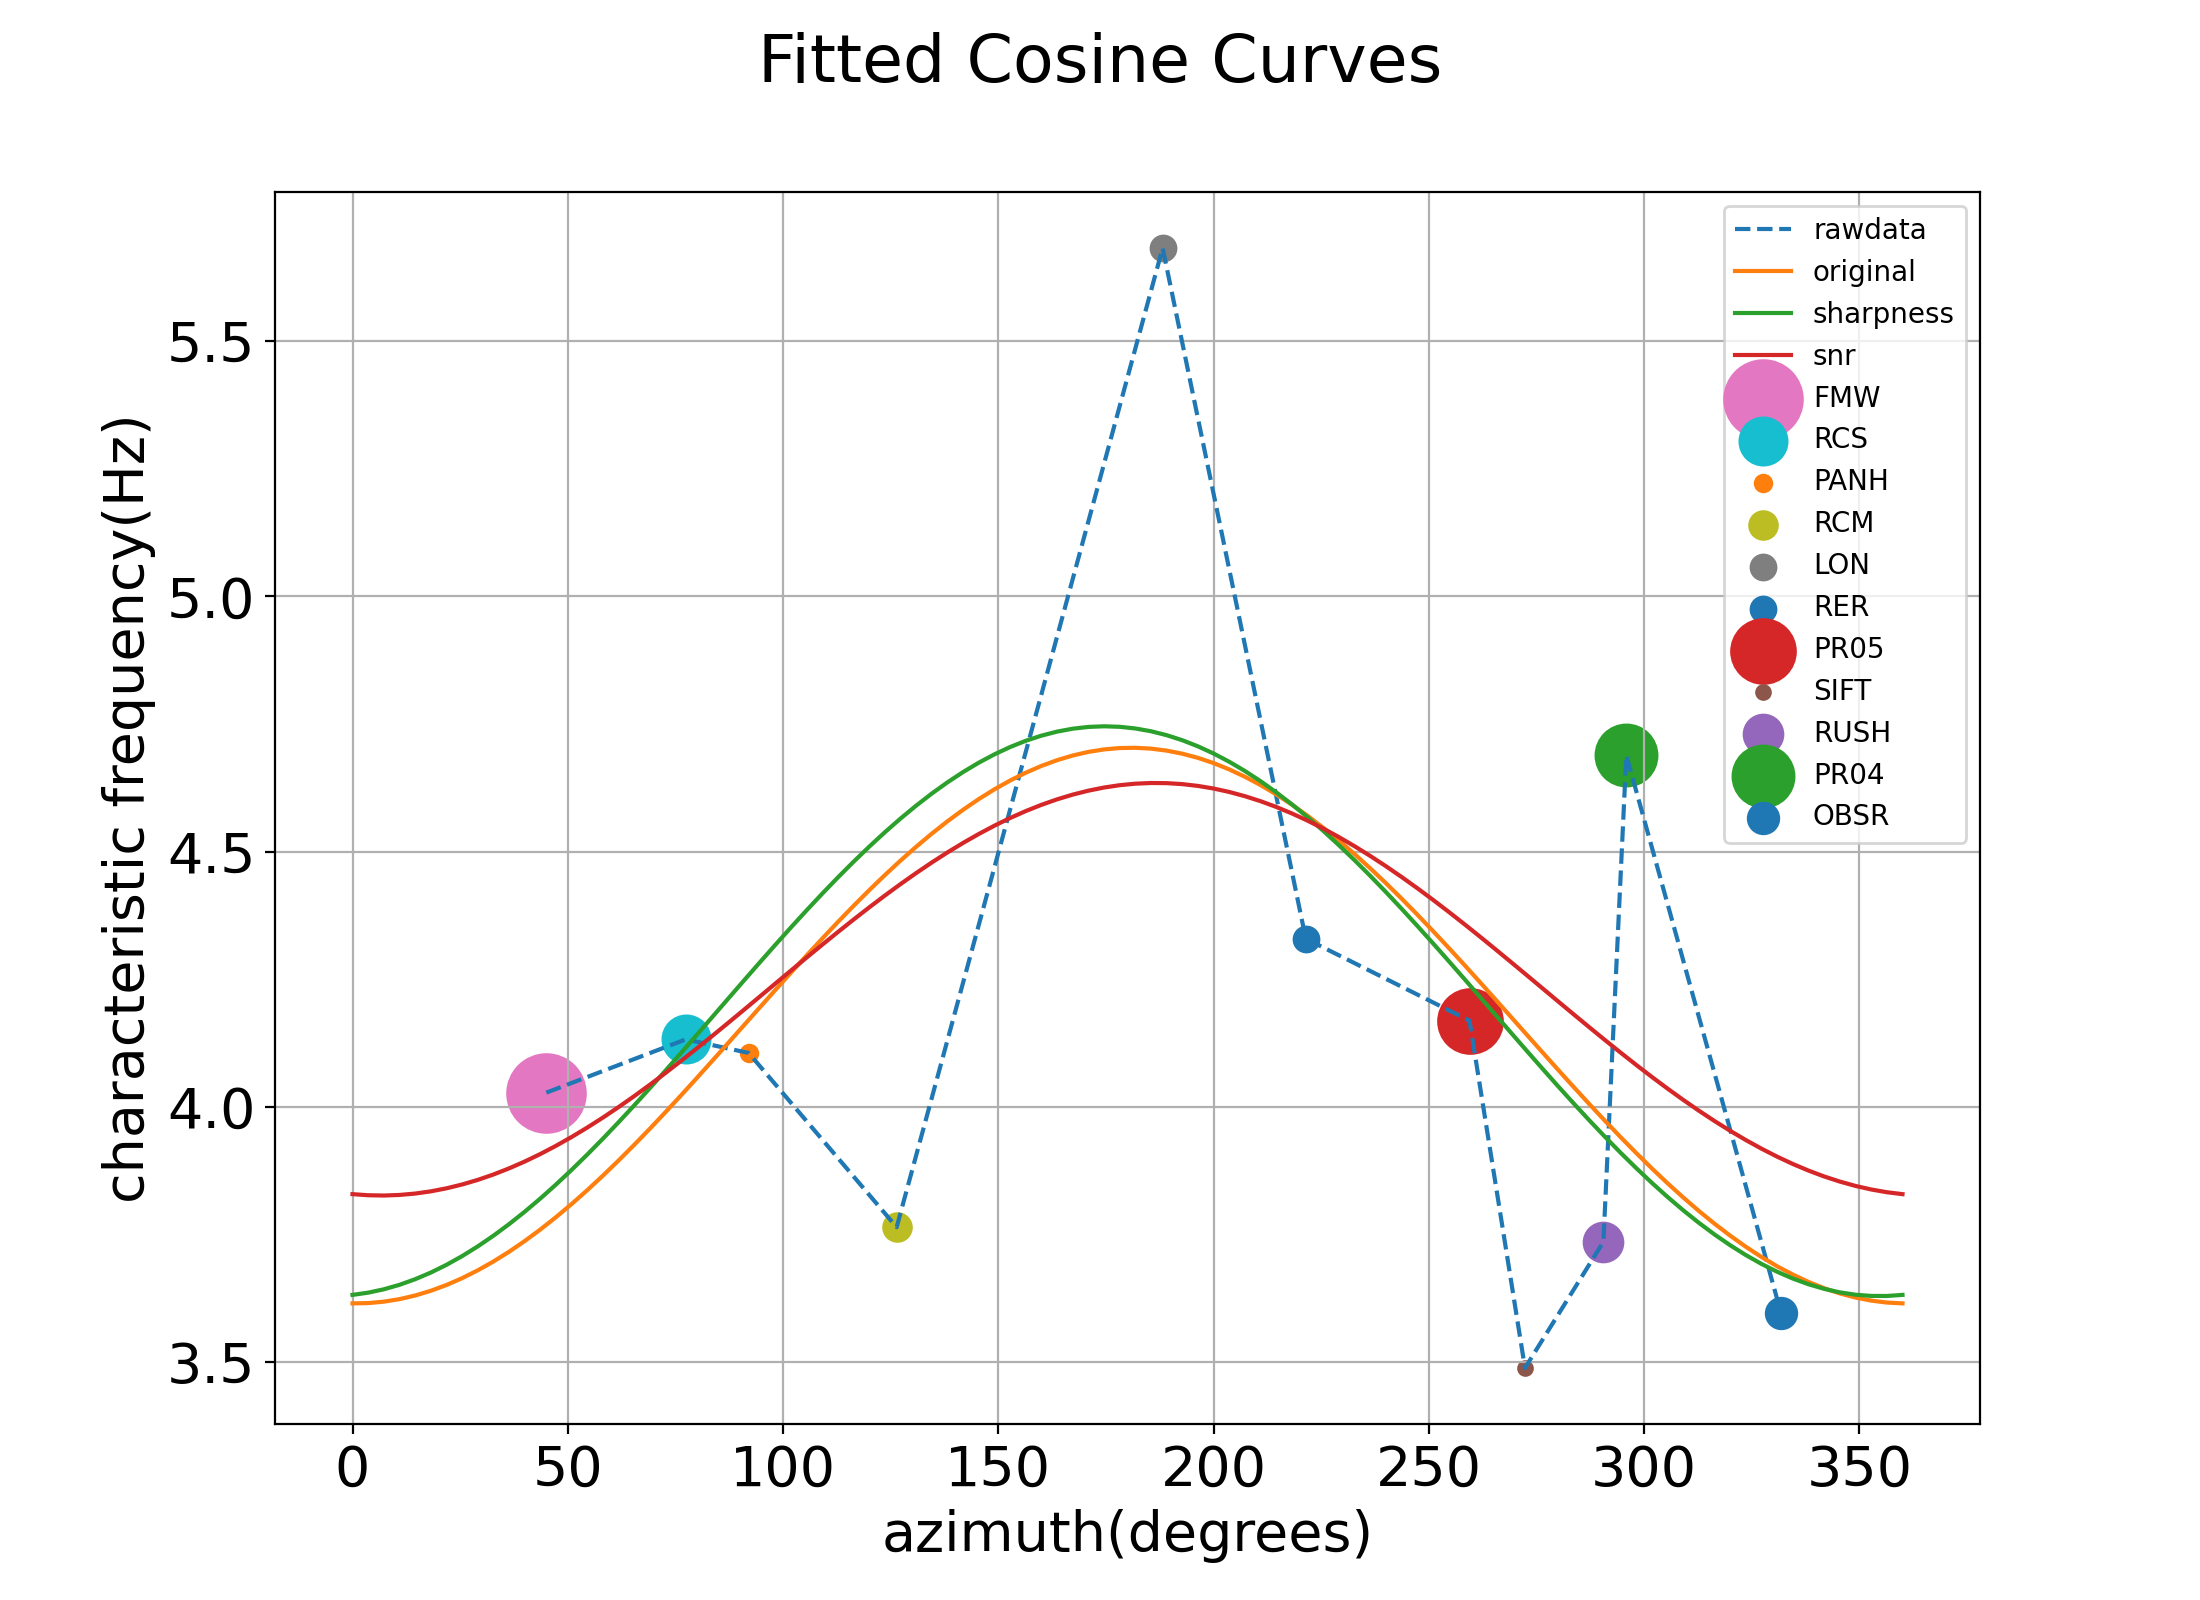 Fitted Cosine Curves
characteristic frequency(Hz)
5.5
5.0
4.5
4.0
3.5
0 50 100 150 200 250 300 350
azimuth(degrees)
rawdata
original
sharpness
snr
FMW
RCS
PANH
RCM
LON
RER
PR05
SIFT
RUSH
PR04
OBSR